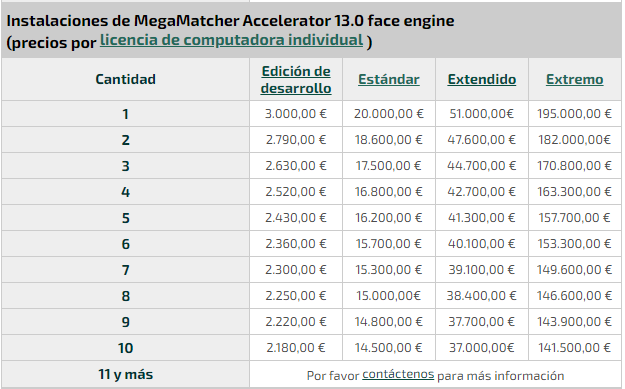 Instalaciones de MegaMatcher Accelerator 13.0 face engine
(precios por licencia de computadora individual )
Cantidad Edición de desarrollo Estándar Extendido Extremo
1 3.000,00 € 20.000,00 € 51.000,00€ 195.000,00 €
2 2.790,00 € 18.600,00 € 47.600,00 € 182.000,00€
3 2.630,00 € 17.500,00 € 44.700,00 € 170.800,00 €
4 2.520,00 € 16.800,00 € 42.700,00 € 163.300,00 €
5 2.430,00 € 16.200,00 € 41.300,00 € 157.700,00 €
6 2.360,00 € 15.700,00 € 40.100,00 € 153.300,00 €
7 2.300,00 € 15.300,00 € 39.100,00 € 149.600,00 €
8 2.250,00 € 15.000,00€ 38.400,00 € 146.600,00 €
9 2.220,00 € 14.800,00 € 37.700,00 € 143.900,00 €
10 2.180,00 € 14.500,00 € 37.000,00€ 141.500,00 €
11 y más Por favor contáctenos para más información